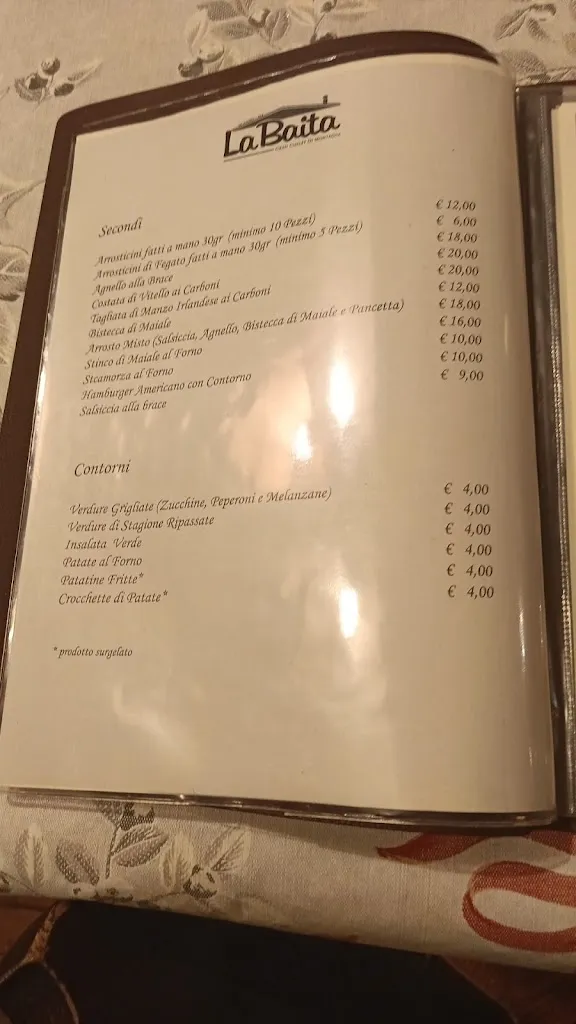 La Baita
Secondi
Arrosticini fatti a mano 30gr (minimo 10 Pezzi) € 12,00
Arrosticini di Fegato fatti a mano 30gr (minimo 5 Pezzi) € 6,00
Agnello alla Brace € 18,00
Costata di Vitello ai Carboni € 20,00
Tagliata di Manzo Irlandese ai Carboni € 20,00
Bistecca di Maiale € 12,00
Arrosto Misto (Salsiccia, Agnello, Bistecca di Maiale e Pancetta) € 18,00
Stinco di Maiale al Forno € 16,00
Scamorza al Forno € 10,00
Hamburger Americano con Contorno € 10,00
Salsiccia alla brace € 9,00
Contorni
Verdure Grigliate (Zucchine, Peperoni e Melanzane) € 4,00
Verdure di Stagione Ripassate € 4,00
Insalata Verde € 4,00
Patate al Forno € 4,00
Patatine Fritte* € 4,00
Crocchette di Patate* € 4,00
* prodotto surgelato